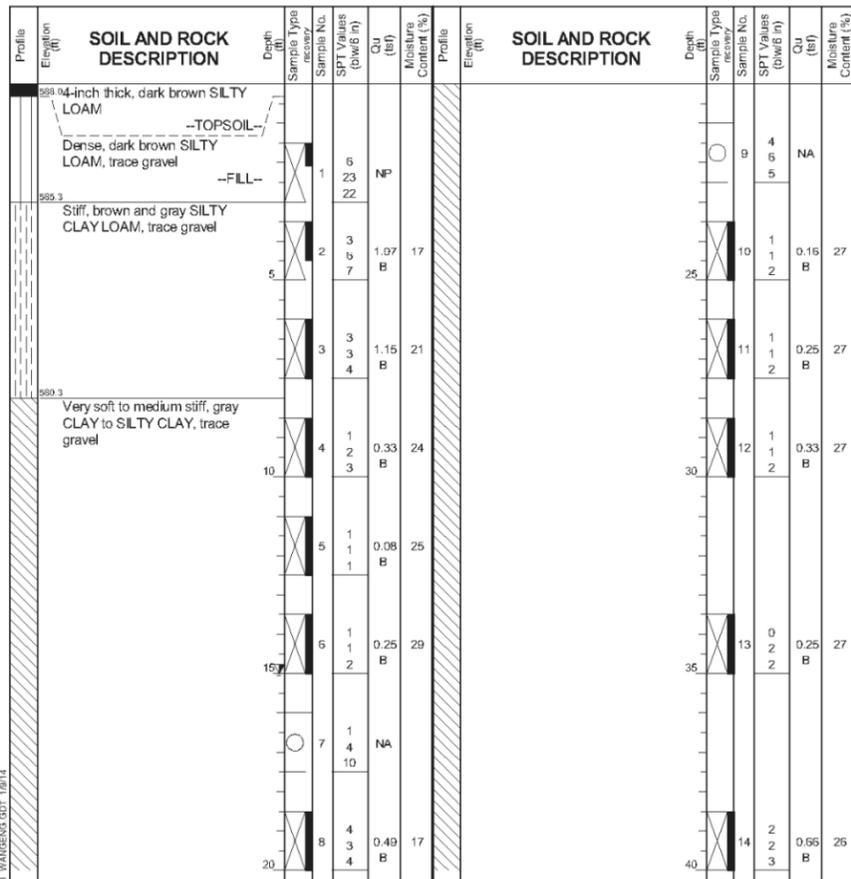 Profile
Elevation (ft)
SOIL AND ROCK
DESCRIPTION
Depth (ft)
Sample Type
recovery
Sample No.
SPT Values
(blw/6 in)
Qu
(tsf)
Moisture
Content (%)
588.0 4-inch thick, dark brown SILTY
LOAM
--TOPSOIL--
Dense, dark brown SILTY
LOAM, trace gravel
--FILL--
1
6
23
22
NP
585.3
Stiff, brown and gray SILTY
CLAY LOAM, trace gravel
5
2
3
6
7
1.97
B
17
3
3
3
4
1.15
B
21
580.3
Very soft to medium stiff, gray
CLAY to SILTY CLAY, trace
gravel
10
4
1
2
3
0.33
B
24
5
1
1
1
0.08
B
25
15
6
1
1
2
0.25
B
29
7
1
4
10
NA
20
8
4
3
4
0.49
B
17
WANGENG.GDT 1/9/14
Profile
Elevation (ft)
SOIL AND ROCK
DESCRIPTION
Depth (ft)
Sample Type
recovery
Sample No.
SPT Values
(blw/6 in)
Qu
(tsf)
Moisture
Content (%)
9
4
6
5
NA
25
10
1
1
2
0.16
B
27
11
1
1
2
0.25
B
27
30
12
1
1
2
0.33
B
27
35
13
0
2
2
0.25
B
27
40
14
2
2
3
0.66
B
26